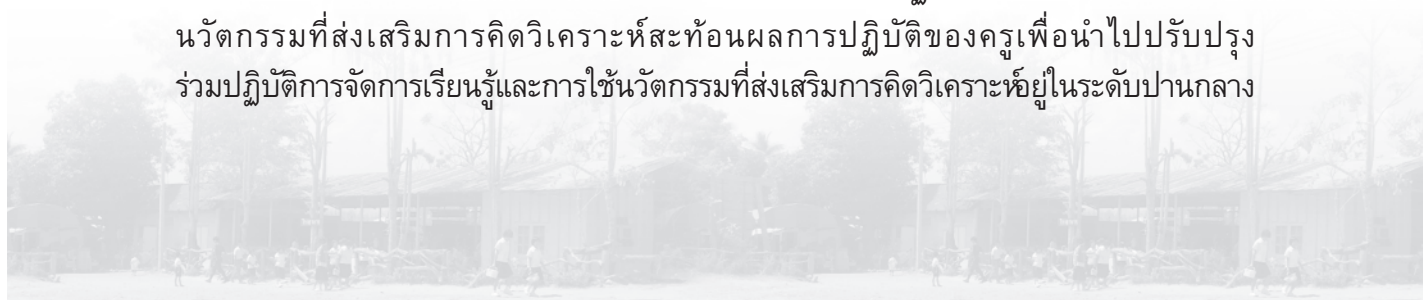 นวัตกรรมที่ส่งเสริมการคิดวิเคราะห์สะท้อนผลการปฏิบัติของครูเพื่อนำไปปรับปรุง
ร่วมปฏิบัติการจัดการเรียนรู้และการใช้นวัตกรรมที่ส่งเสริมการคิดวิเคราะห์อยู่ในระดับปานกลาง